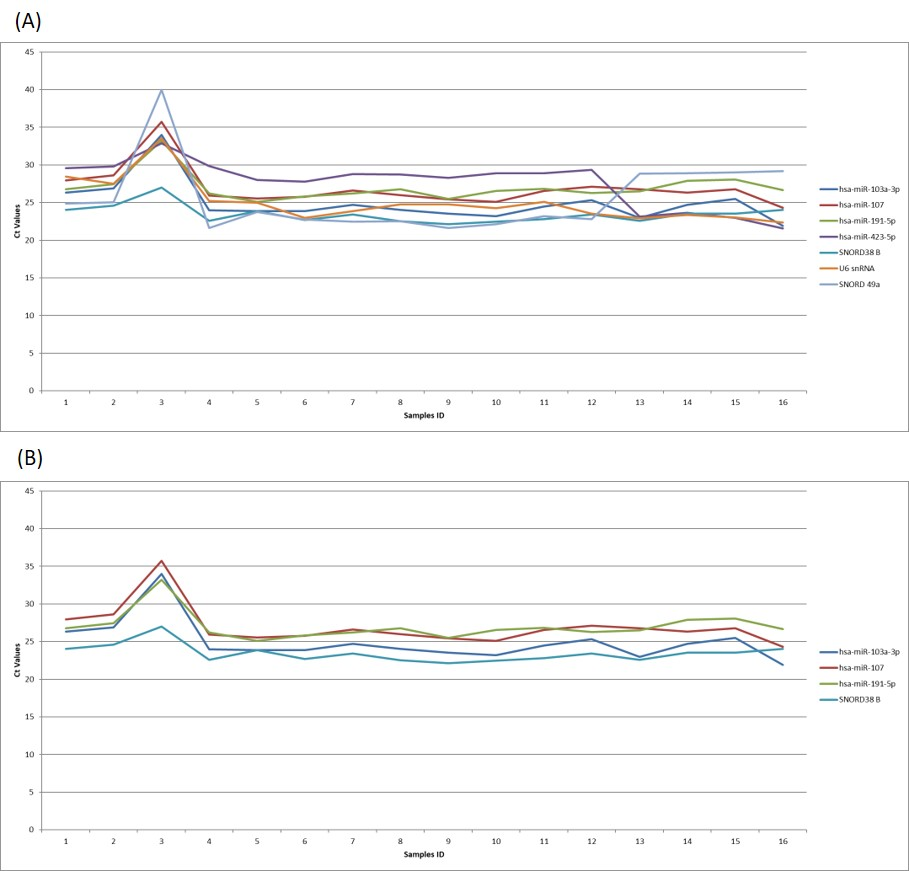 (A)
45
40
35
30
25
20
15
10
5
0
Ct Values
1 2 3 4 5 6 7 8 9 10 11 12 13 14 15 16
Samples ID
hsa-miR-103a-3p
hsa-miR-107
hsa-miR-191-5p
hsa-miR-423-5p
SNORD38 B
U6 snRNA
SNORD 49a
(B)
45
40
35
30
25
20
15
10
5
0
Ct Values
1 2 3 4 5 6 7 8 9 10 11 12 13 14 15 16
Samples ID
hsa-miR-103a-3p
hsa-miR-107
hsa-miR-191-5p
SNORD38 B